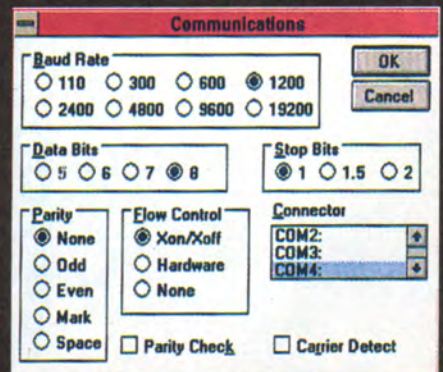 Communications
Baud Rate
110 300 600 1200
2400 4800 9600 19200
OK
Cancel
Data Bits
5 6 7 8
Stop Bits
1 1.5 2
Parity
None
Odd
Even
Mark
Space
Flow Control
Xon/Xoff
Hardware
None
Connector
COM2:
COM3:
COM4:
Parity Check
Carrier Detect